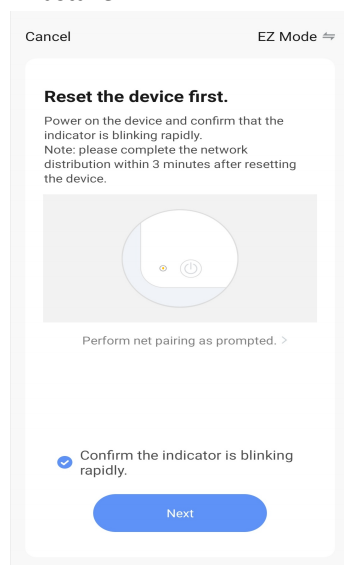 Cancel
EZ Mode
Reset the device first.
Power on the device and confirm that the
indicator is blinking rapidly.
Note: please complete the network
distribution within 3 minutes after resetting
the device.
Perform net pairing as prompted. >
Confirm the indicator is blinking
rapidly.
Next